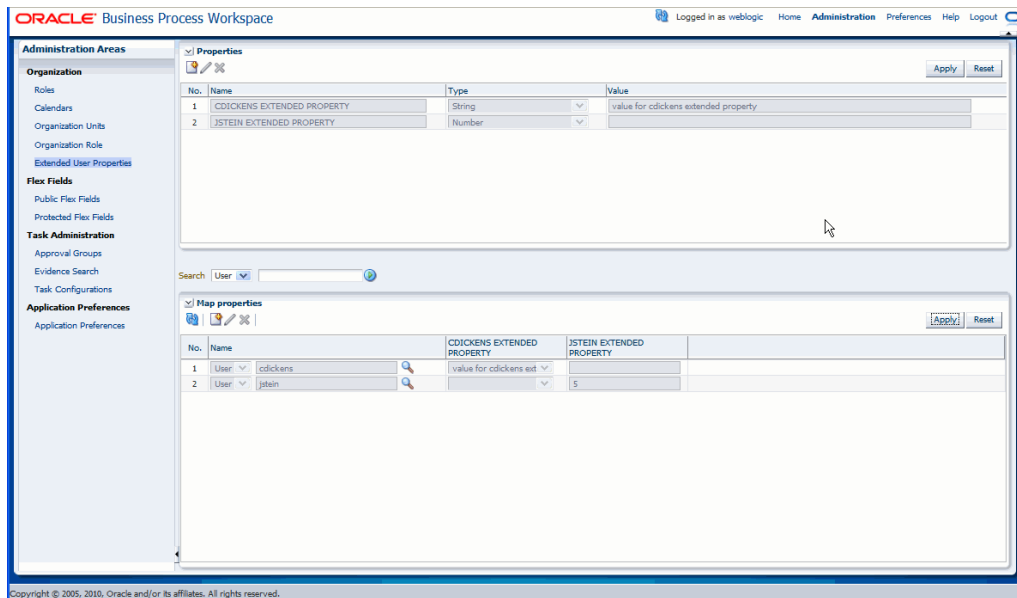 ORACLE Business Process Workspace
Logged in as weblogic Home Administration Preferences Help Logout
Administration Areas
Organization
Roles
Calendars
Organization Units
Organization Role
Extended User Properties
Flex Fields
Public Flex Fields
Protected Flex Fields
Task Administration
Approval Groups
Evidence Search
Task Configurations
Application Preferences
Application Preferences
Properties
Apply Reset
No. Name Type Value
1 CDICKENS EXTENDED PROPERTY String value for cdickens extended property
2 JSTEIN EXTENDED PROPERTY Number
Search User
Map properties
Apply Reset
No. Name CDICKENS EXTENDED PROPERTY JSTEIN EXTENDED PROPERTY
1 User cdickens value for cdickens ext
2 User jstein 5
Copyright © 2005, 2010, Oracle and/or its affiliates. All rights reserved.